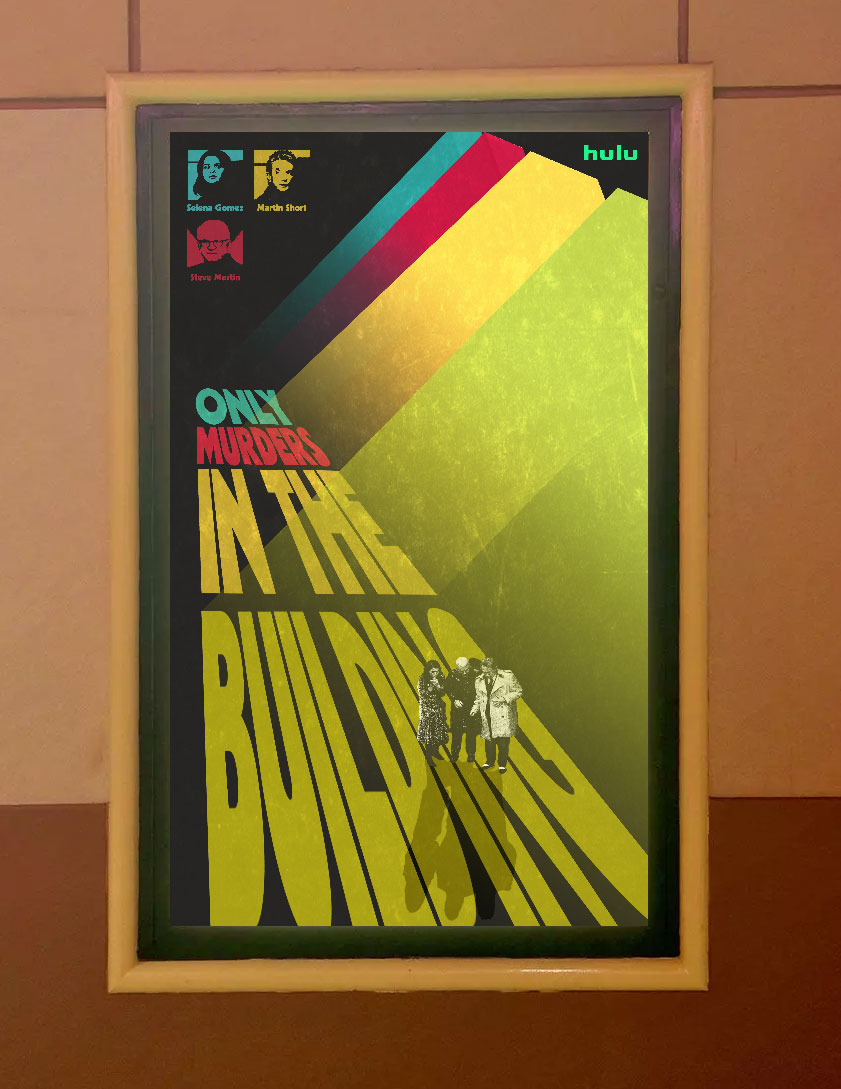 hulu
Selena Gomez
Martin Short
Steve Martin
ONLY
MURDERS
IN THE
BUILDING